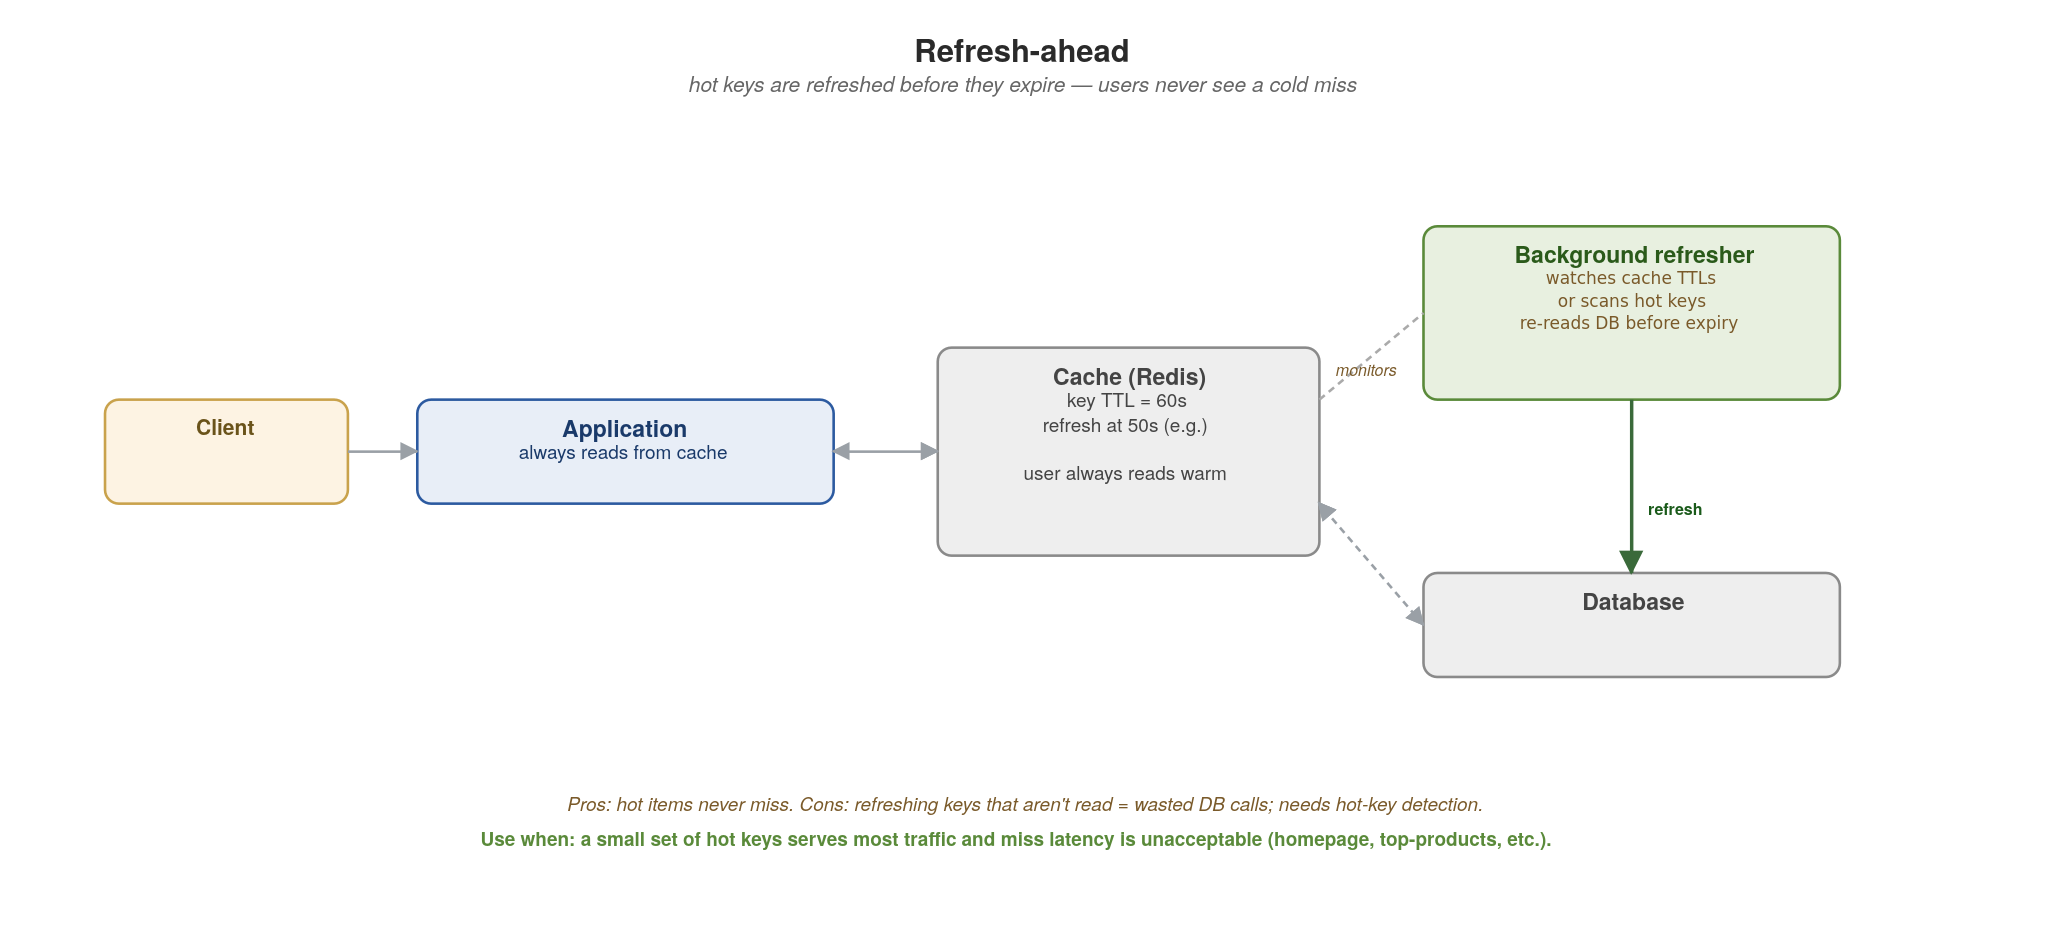 Refresh-ahead
hot keys are refreshed before they expire — users never see a cold miss
Client
Application
always reads from cache
Cache (Redis)
key TTL = 60s
refresh at 50s (e.g.)
user always reads warm
monitors
Background refresher
watches cache TTLs
or scans hot keys
re-reads DB before expiry
refresh
Database
Pros: hot items never miss. Cons: refreshing keys that aren't read = wasted DB calls; needs hot-key detection.
Use when: a small set of hot keys serves most traffic and miss latency is unacceptable (homepage, top-products, etc.).